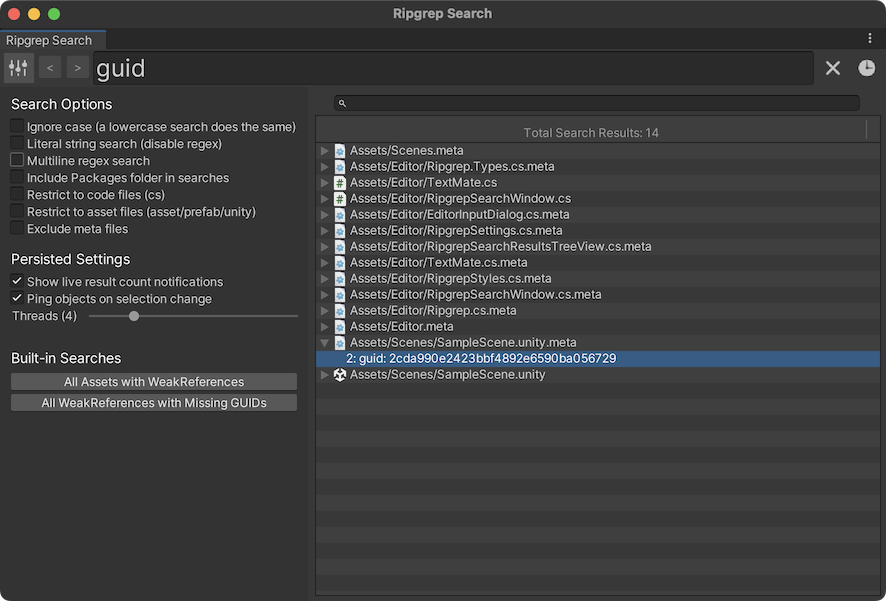 Ripgrep Search
Ripgrep Search
< > guid
Search Options
Ignore case (a lowercase search does the same)
Literal string search (disable regex)
Multiline regex search
Include Packages folder in searches
Restrict to code files (cs)
Restrict to asset files (asset/prefab/unity)
Exclude meta files
Persisted Settings
Show live result count notifications
Ping objects on selection change
Threads (4)
Built-in Searches
All Assets with WeakReferences
All WeakReferences with Missing GUIDs
Total Search Results: 14
Assets/Scenes.meta
Assets/Editor/Ripgrep.Types.cs.meta
Assets/Editor/TextMate.cs
Assets/Editor/RipgrepSearchWindow.cs
Assets/Editor/EditorInputDialog.cs.meta
Assets/Editor/RipgrepSettings.cs.meta
Assets/Editor/RipgrepSearchResultsTreeView.cs.meta
Assets/Editor/TextMate.cs.meta
Assets/Editor/RipgrepStyles.cs.meta
Assets/Editor/RipgrepSearchWindow.cs.meta
Assets/Editor/Ripgrep.cs.meta
Assets/Editor.meta
Assets/Scenes/SampleScene.unity.meta
2: guid: 2cda990e2423bbf4892e6590ba056729
Assets/Scenes/SampleScene.unity